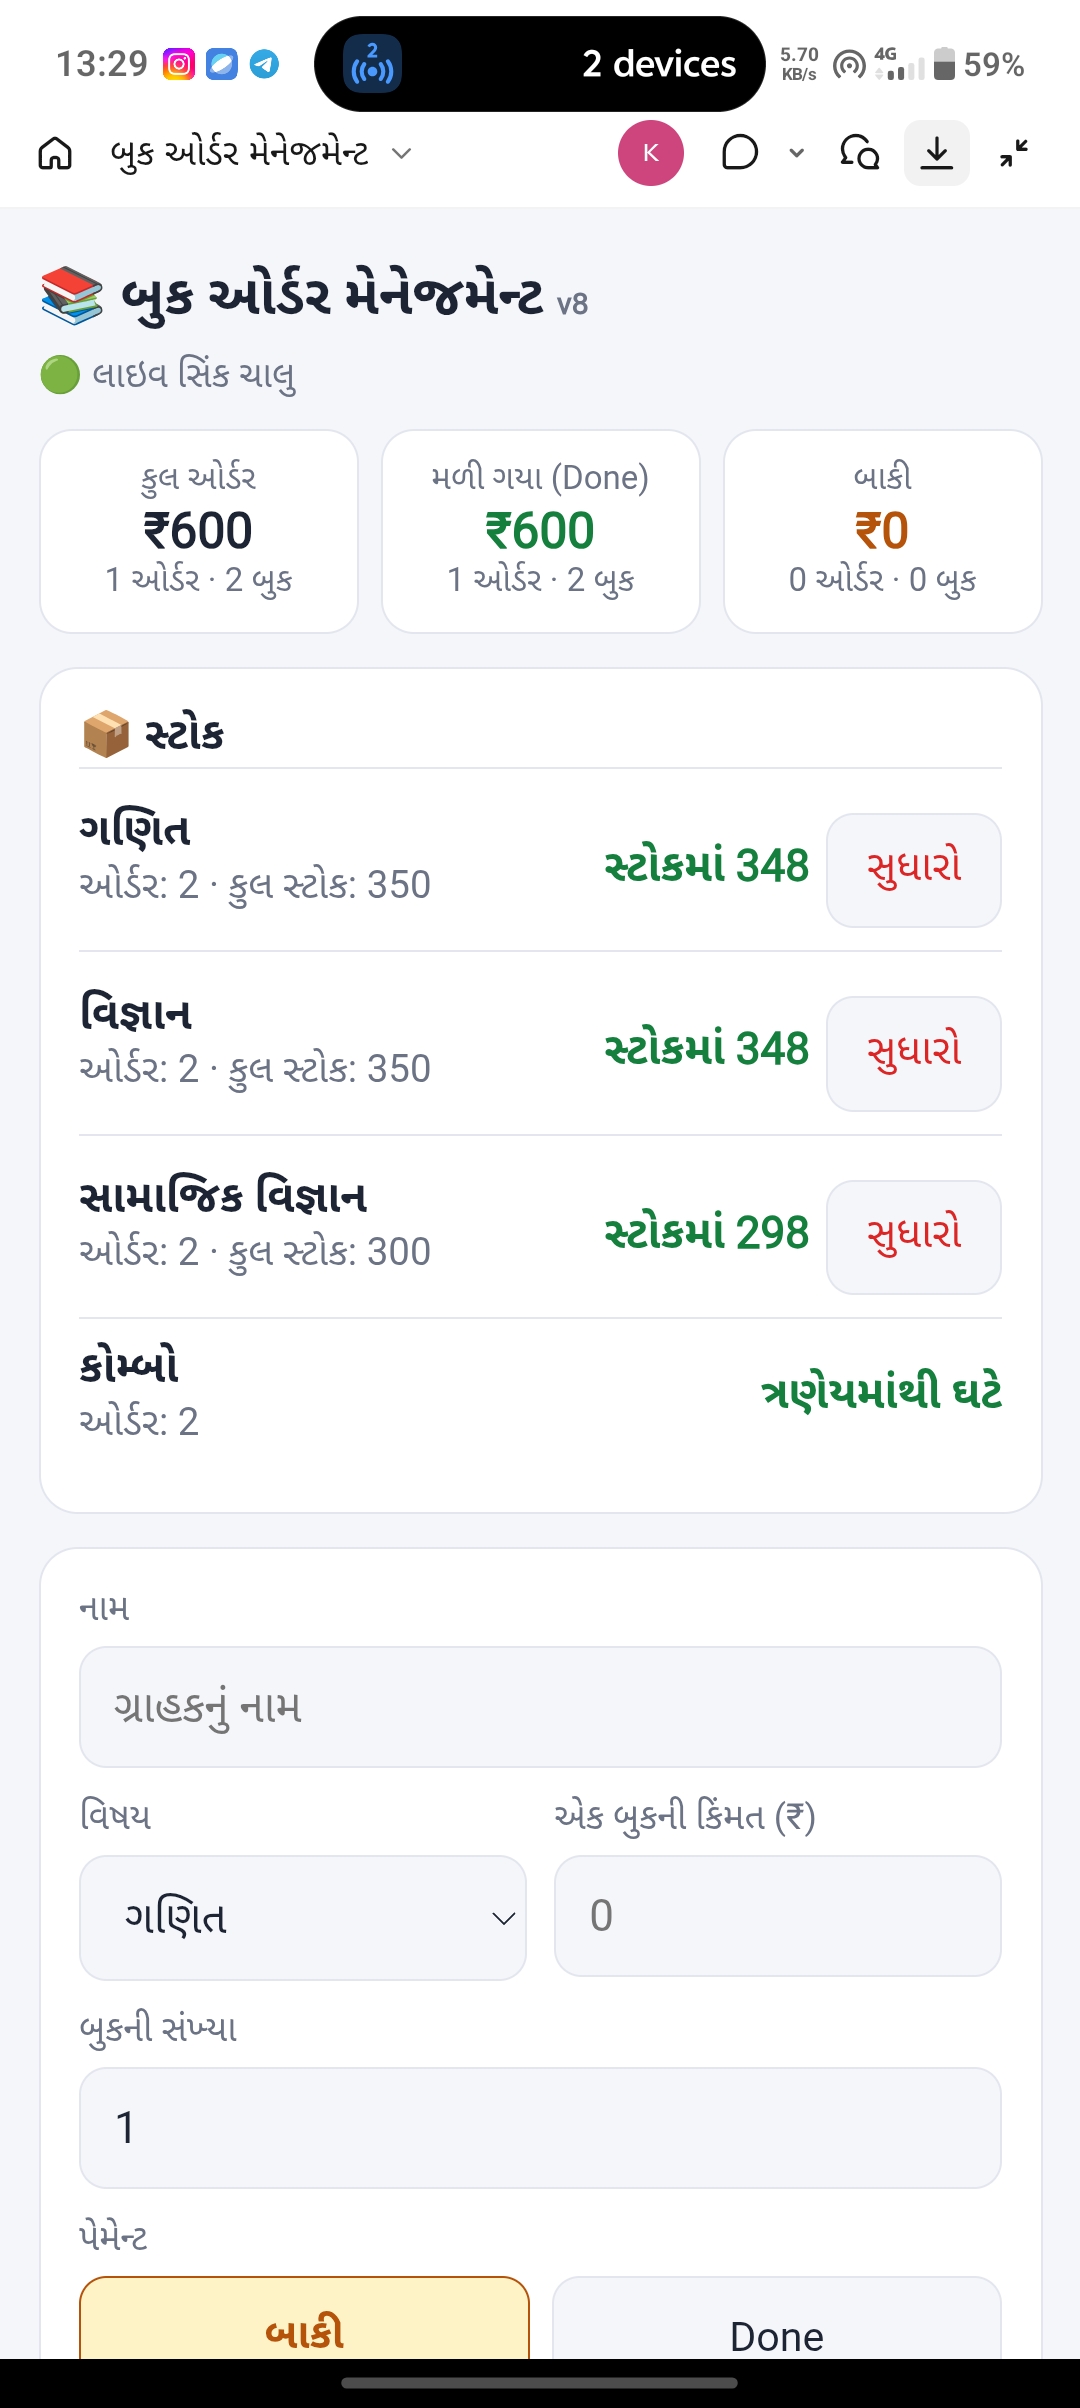 13:29
2
2 devices
5.70 KB/s
4G
59%
બુક ઓર્ડર મેનેજમેન્ટ
K
બુક ઓર્ડર મેનેજમેન્ટ v8
લાઇવ સિંક ચાલુ
કુલ ઓર્ડર
₹600
1 ઓર્ડર · 2 બુક
મળી ગયા (Done)
₹600
1 ઓર્ડર · 2 બુક
બાકી
₹0
0 ઓર્ડર · 0 બુક
સ્ટોક
ગણિત
ઓર્ડર: 2 · કુલ સ્ટોક: 350
સ્ટોકમાં 348
સુધારો
વિજ્ઞાન
ઓર્ડર: 2 · કુલ સ્ટોક: 350
સ્ટોકમાં 348
સુધારો
સામાજિક વિજ્ઞાન
ઓર્ડર: 2 · કુલ સ્ટોક: 300
સ્ટોકમાં 298
સુધારો
કોમ્બો
ઓર્ડર: 2
ત્રણેયમાંથી ઘટે
નામ
ગ્રાહકનું નામ
વિષય
ગણિત
એક બુકની કિંમત (₹)
0
બુકની સંખ્યા
1
પેમેન્ટ
બાકી
Done